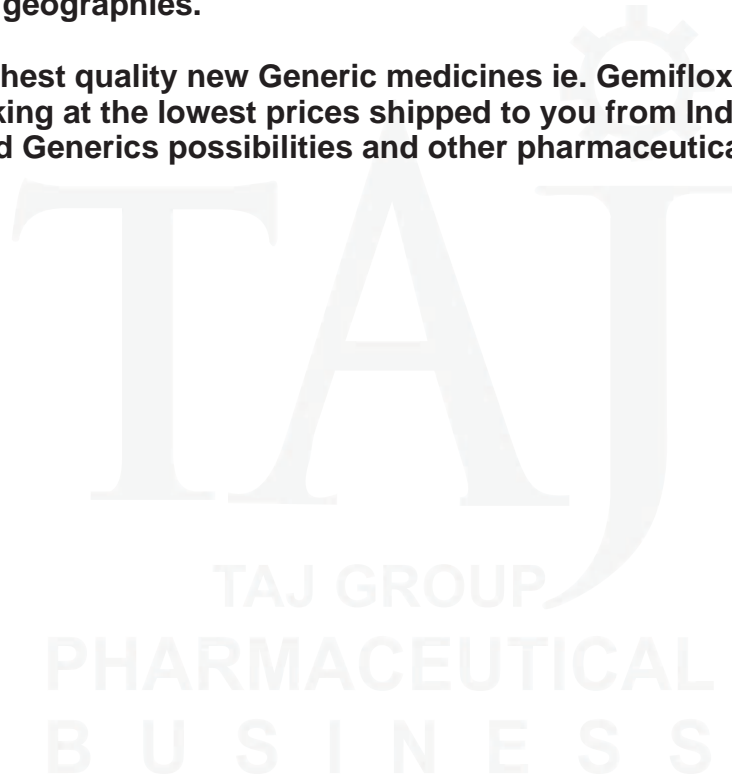 geographies.
hest quality new Generic medicines ie. Gemiflox
king at the lowest prices shipped to you from Ind
d Generics possibilities and other pharmaceutica
TAJ
TAJ GROUP
PHARMACEUTICAL
BUSINESS